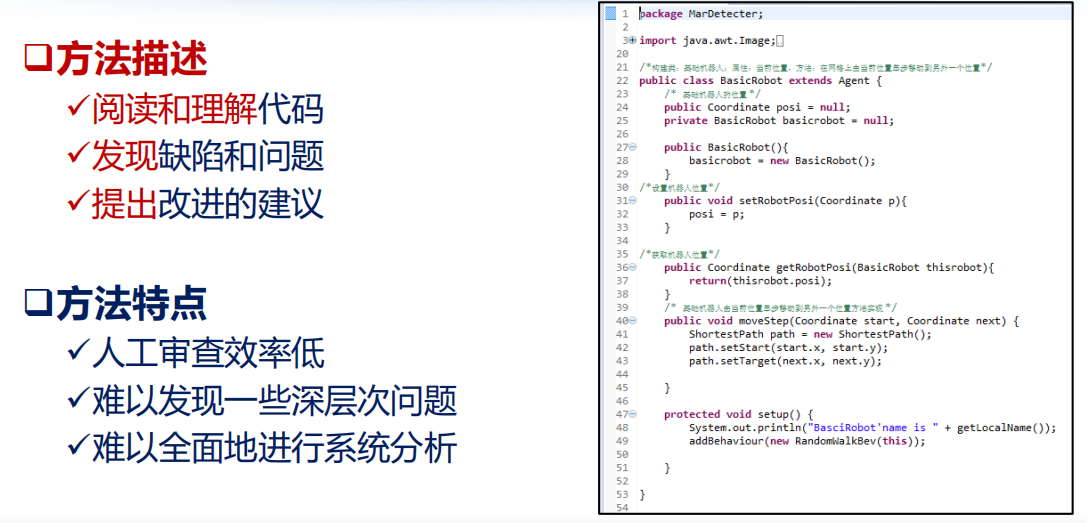 方法描述
阅读和理解代码
发现缺陷和问题
提出改进的建议
方法特点
人工审查效率低
难以发现一些深层次问题
难以全面地进行系统分析
1 package MarDetecter;
2
3 import java.awt.Image;
20
21 /*构建类：基础机器人；属性：当前位置，方法：在网格上由当前位置单步移动到另外一个位置*/
22 public class BasicRobot extends Agent {
23 /* 基础机器人的位置 */
24 public Coordinate posi = null;
25 private BasicRobot basicrobot = null;
26
27 public BasicRobot(){
28 basicrobot = new BasicRobot();
29 }
30 /*设置机器人位置*/
31 public void setRobotPosi(Coordinate p){
32 posi = p;
33 }
34
35 /*获取机器人位置*/
36 public Coordinate getRobotPosi(BasicRobot thisrobot){
37 return(thisrobot.posi);
38 }
39 /* 基础机器人由当前位置单步移动到另外一个位置方法实现 */
40 public void moveStep(Coordinate start, Coordinate next) {
41 ShortestPath path = new ShortestPath();
42 path.setStart(start.x, start.y);
43 path.setTarget(next.x, next.y);
44
45 }
46
47 protected void setup() {
48 System.out.println("BasciRobot'name is " + getLocalName());
49 addBehaviour(new RandomWalkBev(this));
50
51 }
52
53 }
54